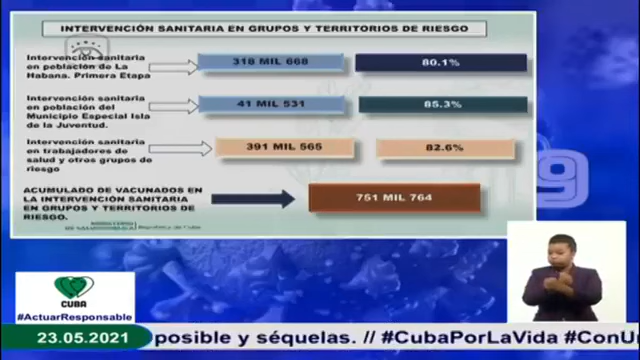 INTERVENCIÓN SANITARIA EN GRUPOS Y TERRITORIOS DE RIESGO
Intervención sanitaria
en población de La
Habana. Primera Etapa
318 MIL 668
80.1%
Intervención sanitaria
en población del
Municipio Especial Isla
de la Juventud.
41 MIL 531
85.3%
Intervención sanitaria
en trabajadores de
salud y otros grupos de
riesgo
391 MIL 565
82.6%
ACUMULADO DE VACUNADOS EN
LA INTERVENCIÓN SANITARIA
EN GRUPOS Y TERRITORIOS DE
RIESGO.
751 MIL 764
República de Cuba
9
CUBA
#ActuarResponsable
23.05.2021
posible y séquelas. // #CubaPorLaVida #ConU